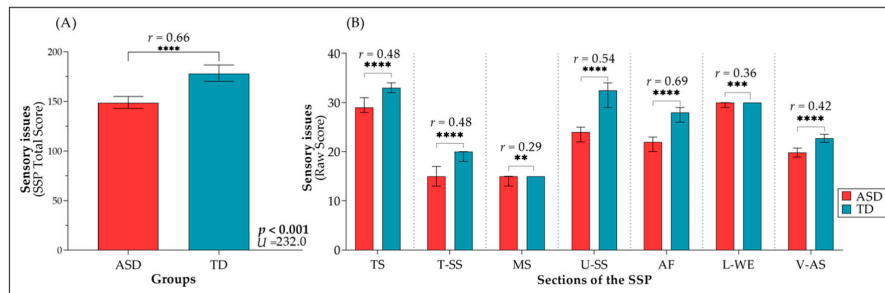 (A)
r = 0.66
****
200
150
100
50
0
Sensory issues
(SSP Total Score)
ASD
TD
Groups
p < 0.001
U =232.0
(B)
40
30
20
10
0
Sensory issues
(Raw Score)
r = 0.48
****
r = 0.48
****
r = 0.29
**
r = 0.54
****
r = 0.69
****
r = 0.36
***
r = 0.42
****
TS
T-SS
MS
U-SS
AF
L-WE
V-AS
Sections of the SSP
ASD
TD